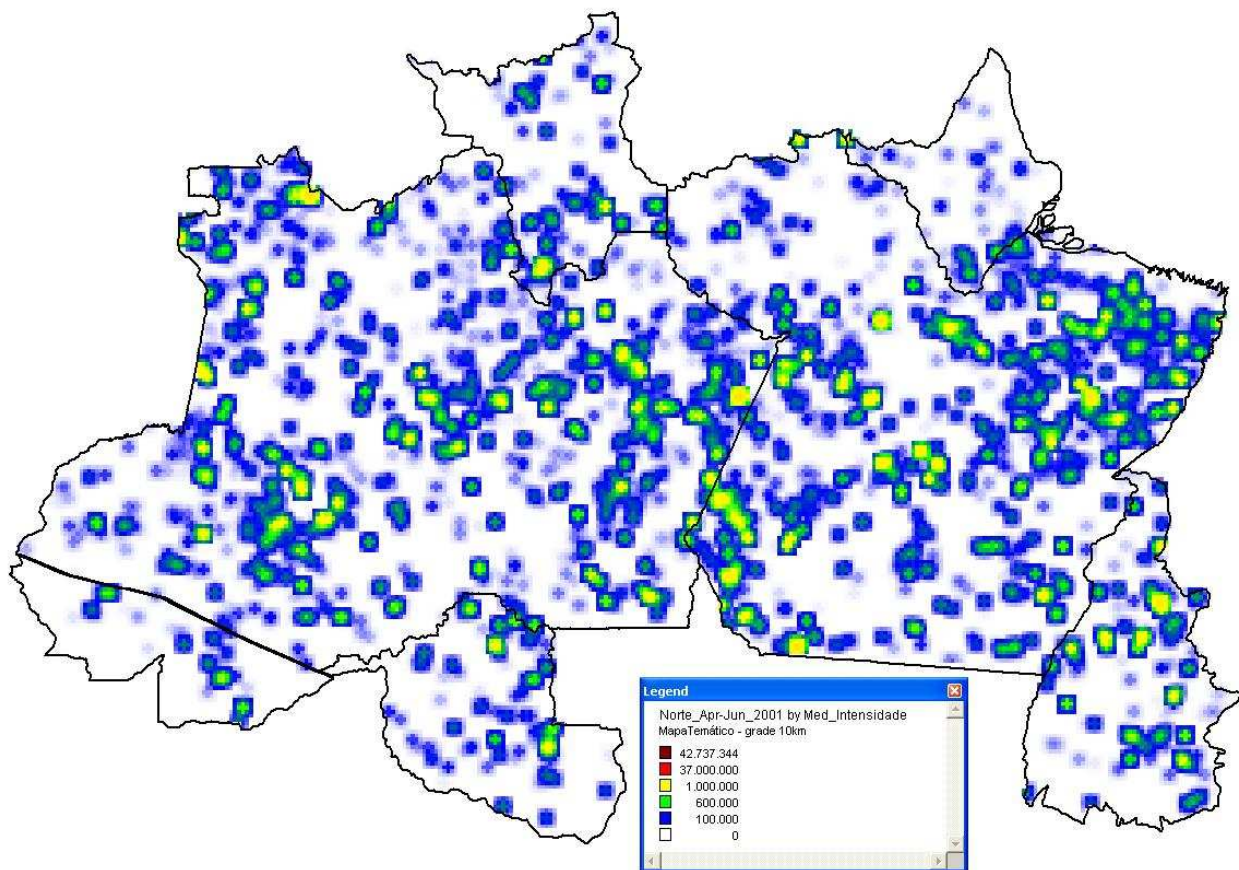 Legend
Norte_Apr-Jun_2001 by Med_Intensidade
MapaTemático - grade 10km
42.737.344
37.000.000
1.000.000
600.000
100.000
0